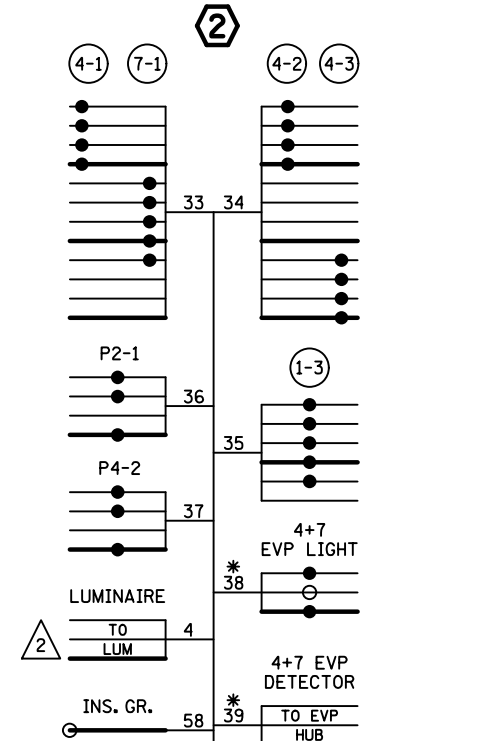 2
4-1 7-1 4-2 4-3
33 34
P2-1
1-3
36
35
P4-2
37
4+7
EVP LIGHT
*
38
LUMINAIRE
TO
LUM
2
4
4+7 EVP
DETECTOR
*
39
INS. GR.
58
TO EVP
HUB